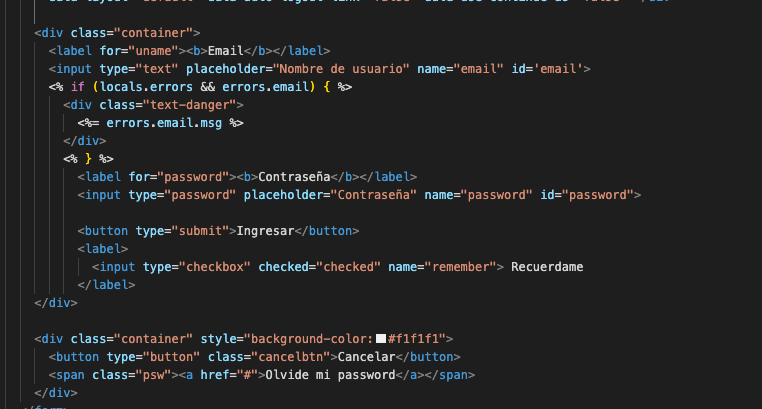 <div class="container">
<label for="uname"><b>Email</b></label>
<input type="text" placeholder="Nombre de usuario" name="email" id='email'>
<% if (locals.errors && errors.email) { %>
<div class="text-danger">
<%= errors.email.msg %>
</div>
<% } %>
<label for="password"><b>Contraseña</b></label>
<input type="password" placeholder="Contraseña" name="password" id="password">
<button type="submit">Ingresar</button>
<label>
<input type="checkbox" checked="checked" name="remember"> Recuerdame
</label>
</div>
<div class="container" style="background-color:#f1f1f1">
<button type="button" class="cancelbtn">Cancelar</button>
<span class="psw"><a href="#">Olvide mi password</a></span>
</div>